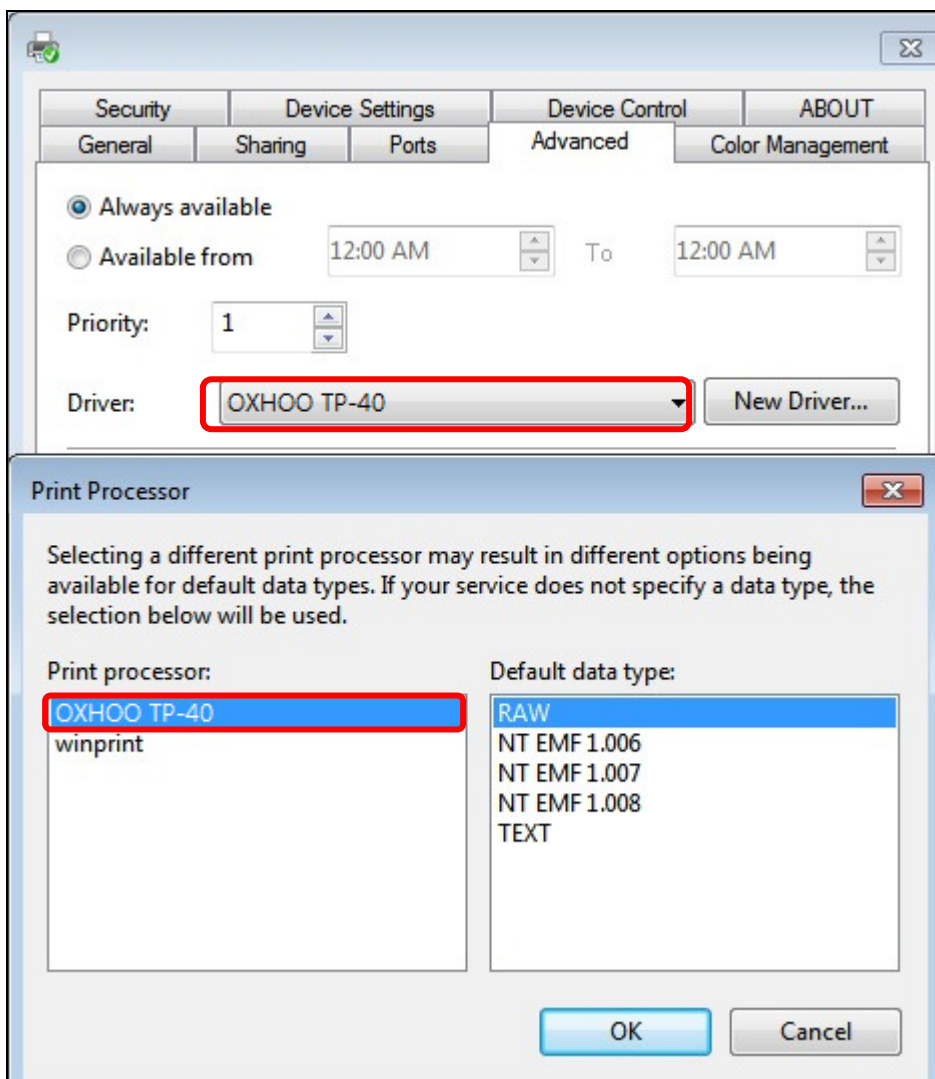 Security Device Settings Device Control ABOUT
General Sharing Ports Advanced Color Management
Always available
Available from 12:00 AM To 12:00 AM
Priority: 1
Driver: OXHOO TP-40 New Driver...
Print Processor
Selecting a different print processor may result in different options being
available for default data types. If your service does not specify a data type, the
selection below will be used.
Print processor: Default data type:
OXHOO TP-40 RAW
winprint NT EMF 1.006
NT EMF 1.007
NT EMF 1.008
TEXT
OK Cancel